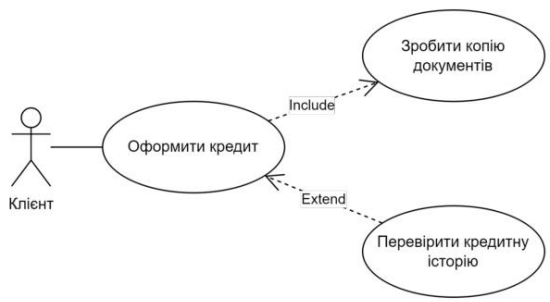 Зробити копію
документів
Include
Оформити кредит
Extend
Клієнт
Перевірити кредитну
історію